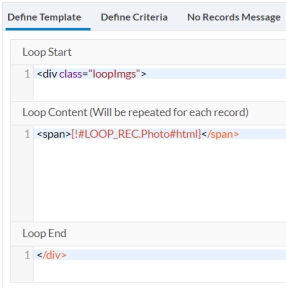 Define Template Define Criteria No Records Message
Loop Start
1 <div class="loopImgs">
Loop Content (Will be repeated for each record)
1 <span>{!#LOOP_REC.Photo#html}</span>
Loop End
1 </div>